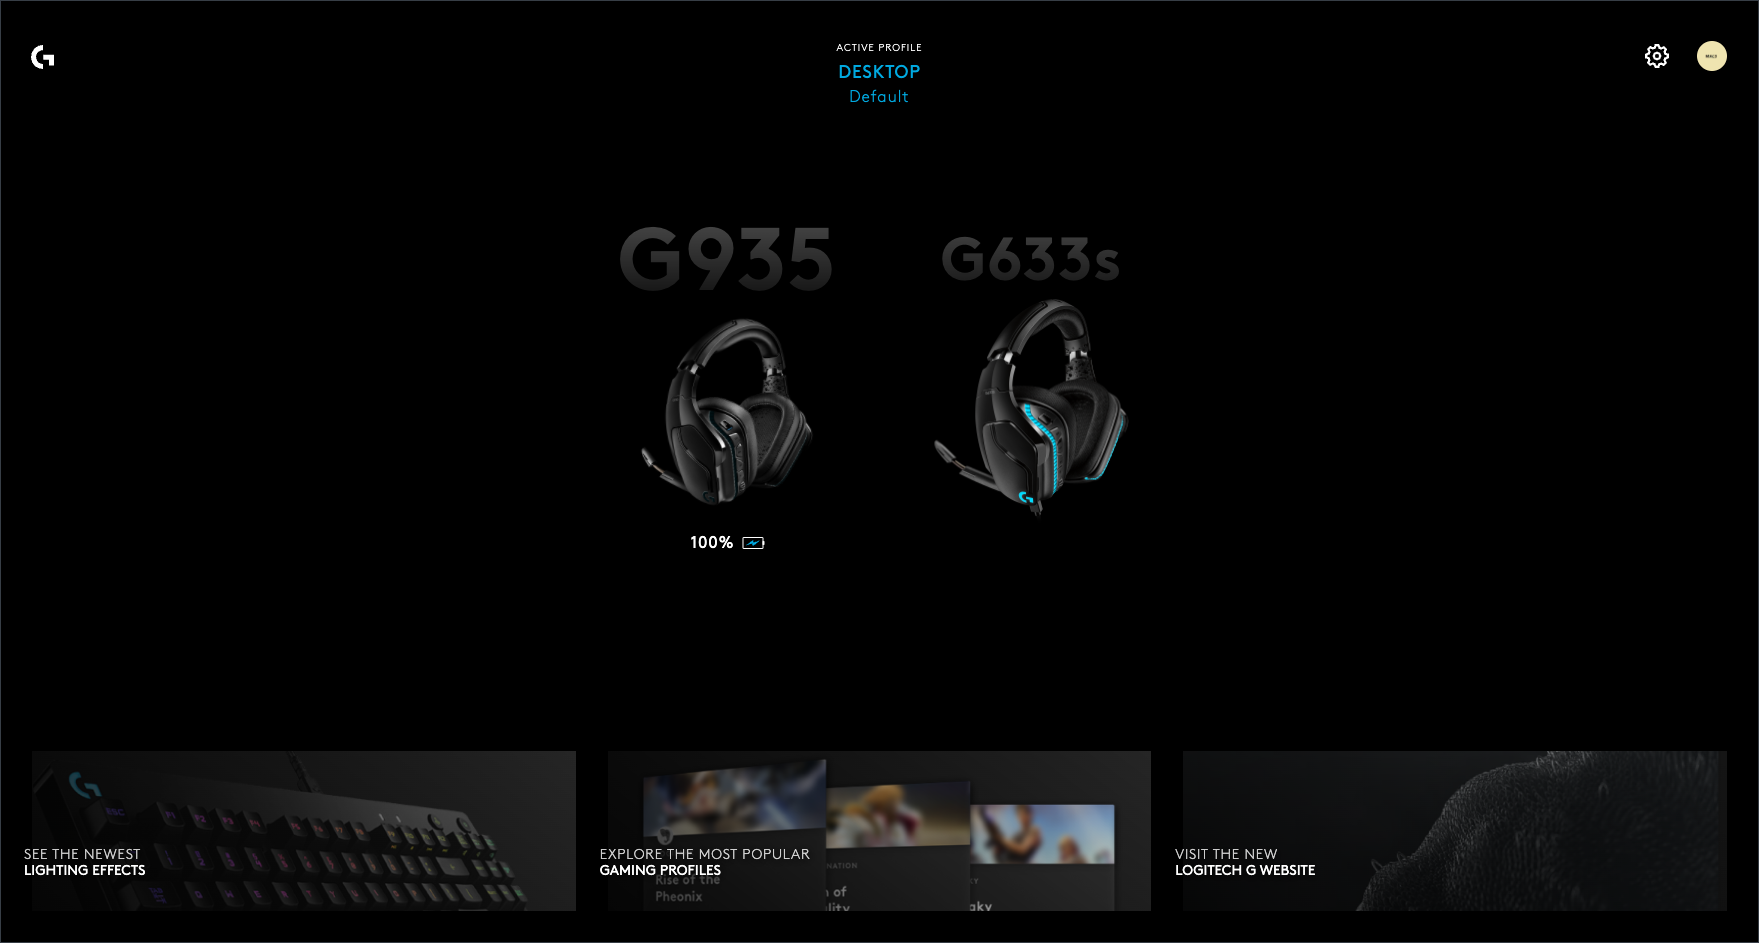 ACTIVE PROFILE
DESKTOP
Default
G935
G633s
100%
SEE THE NEWEST
LIGHTING EFFECTS
EXPLORE THE MOST POPULAR
GAMING PROFILES
Rise of the
Pheonix
VISIT THE NEW
LOGITECH G WEBSITE